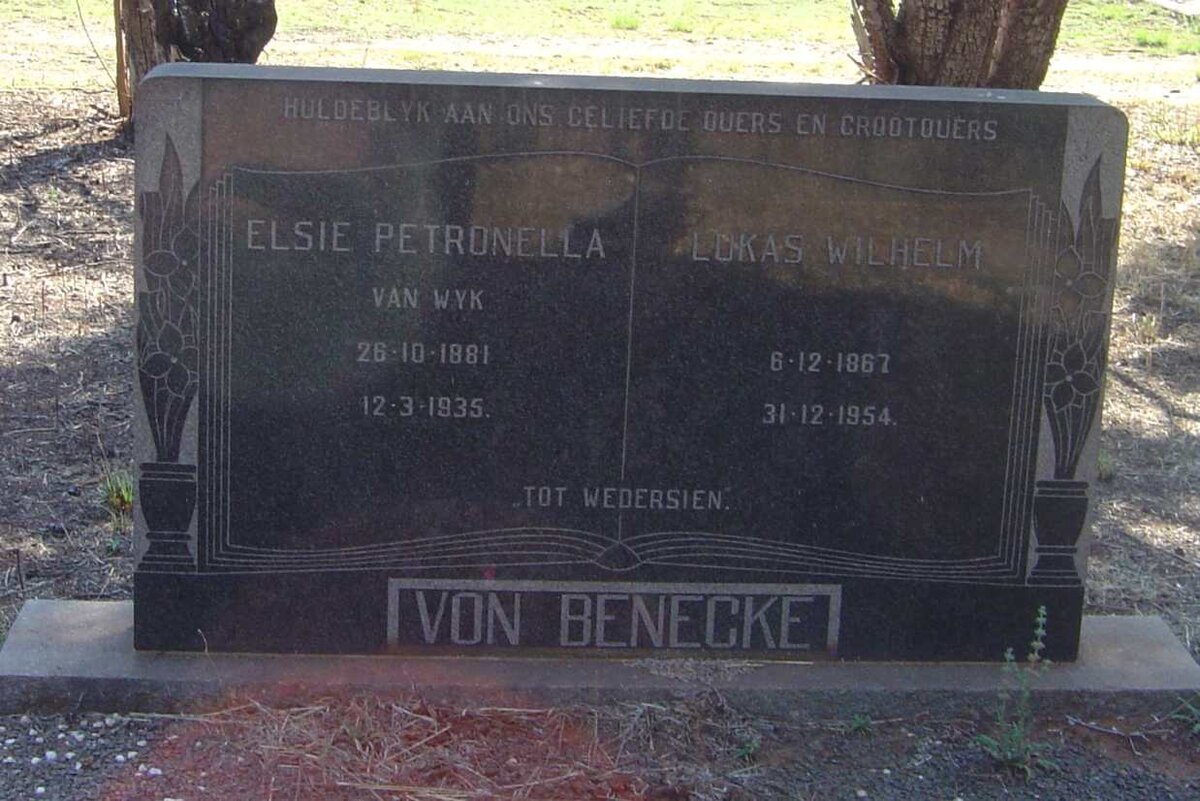 HULDEBLYK AAN ONS GELIEFDE OUERS EN GROOTOUERS
ELSIE PETRONELLA
VAN WYK
26·10·1881
12·3·1935.
LUKAS WILHELM
6·12·1867
31·12·1954.
„TOT WEDERSIEN.”
VON BENECKE